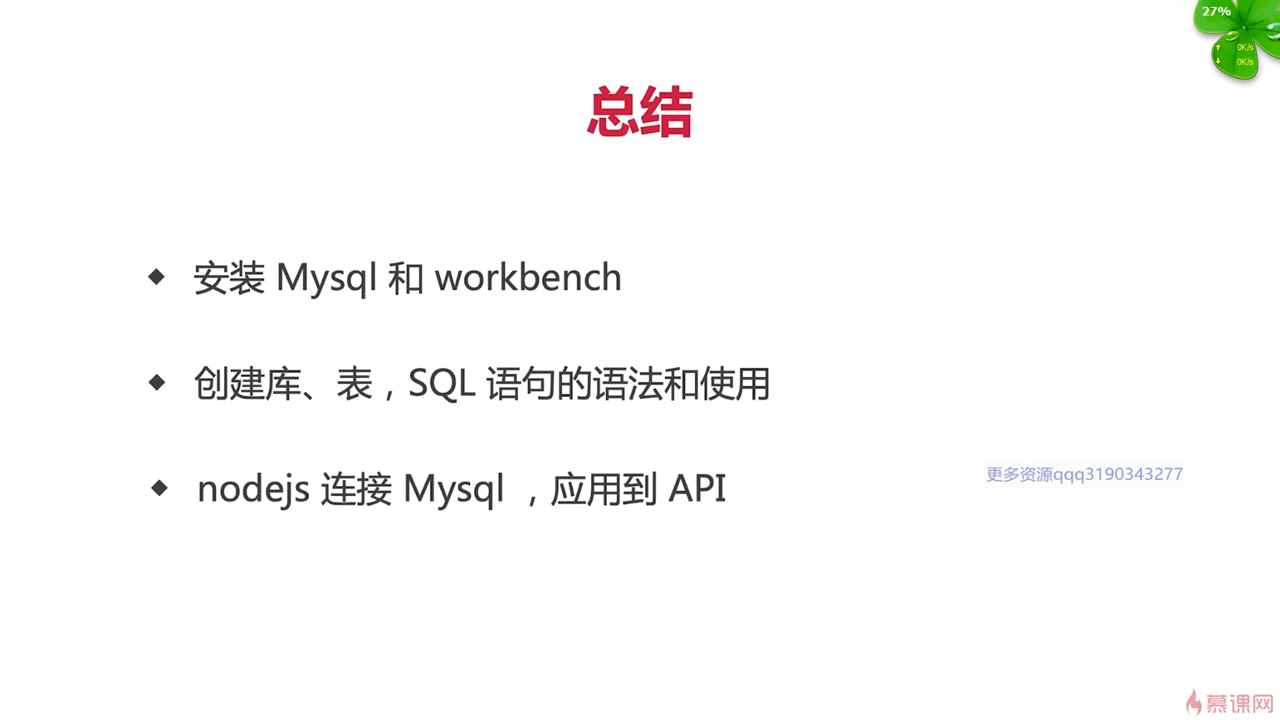 27%
↑ 0K/s
↓ 0K/s
总结
◆ 安装 Mysql 和 workbench
◆ 创建库、表，SQL 语句的语法和使用
◆ nodejs 连接 Mysql ，应用到 API
更多资源qqq3190343277
慕课网